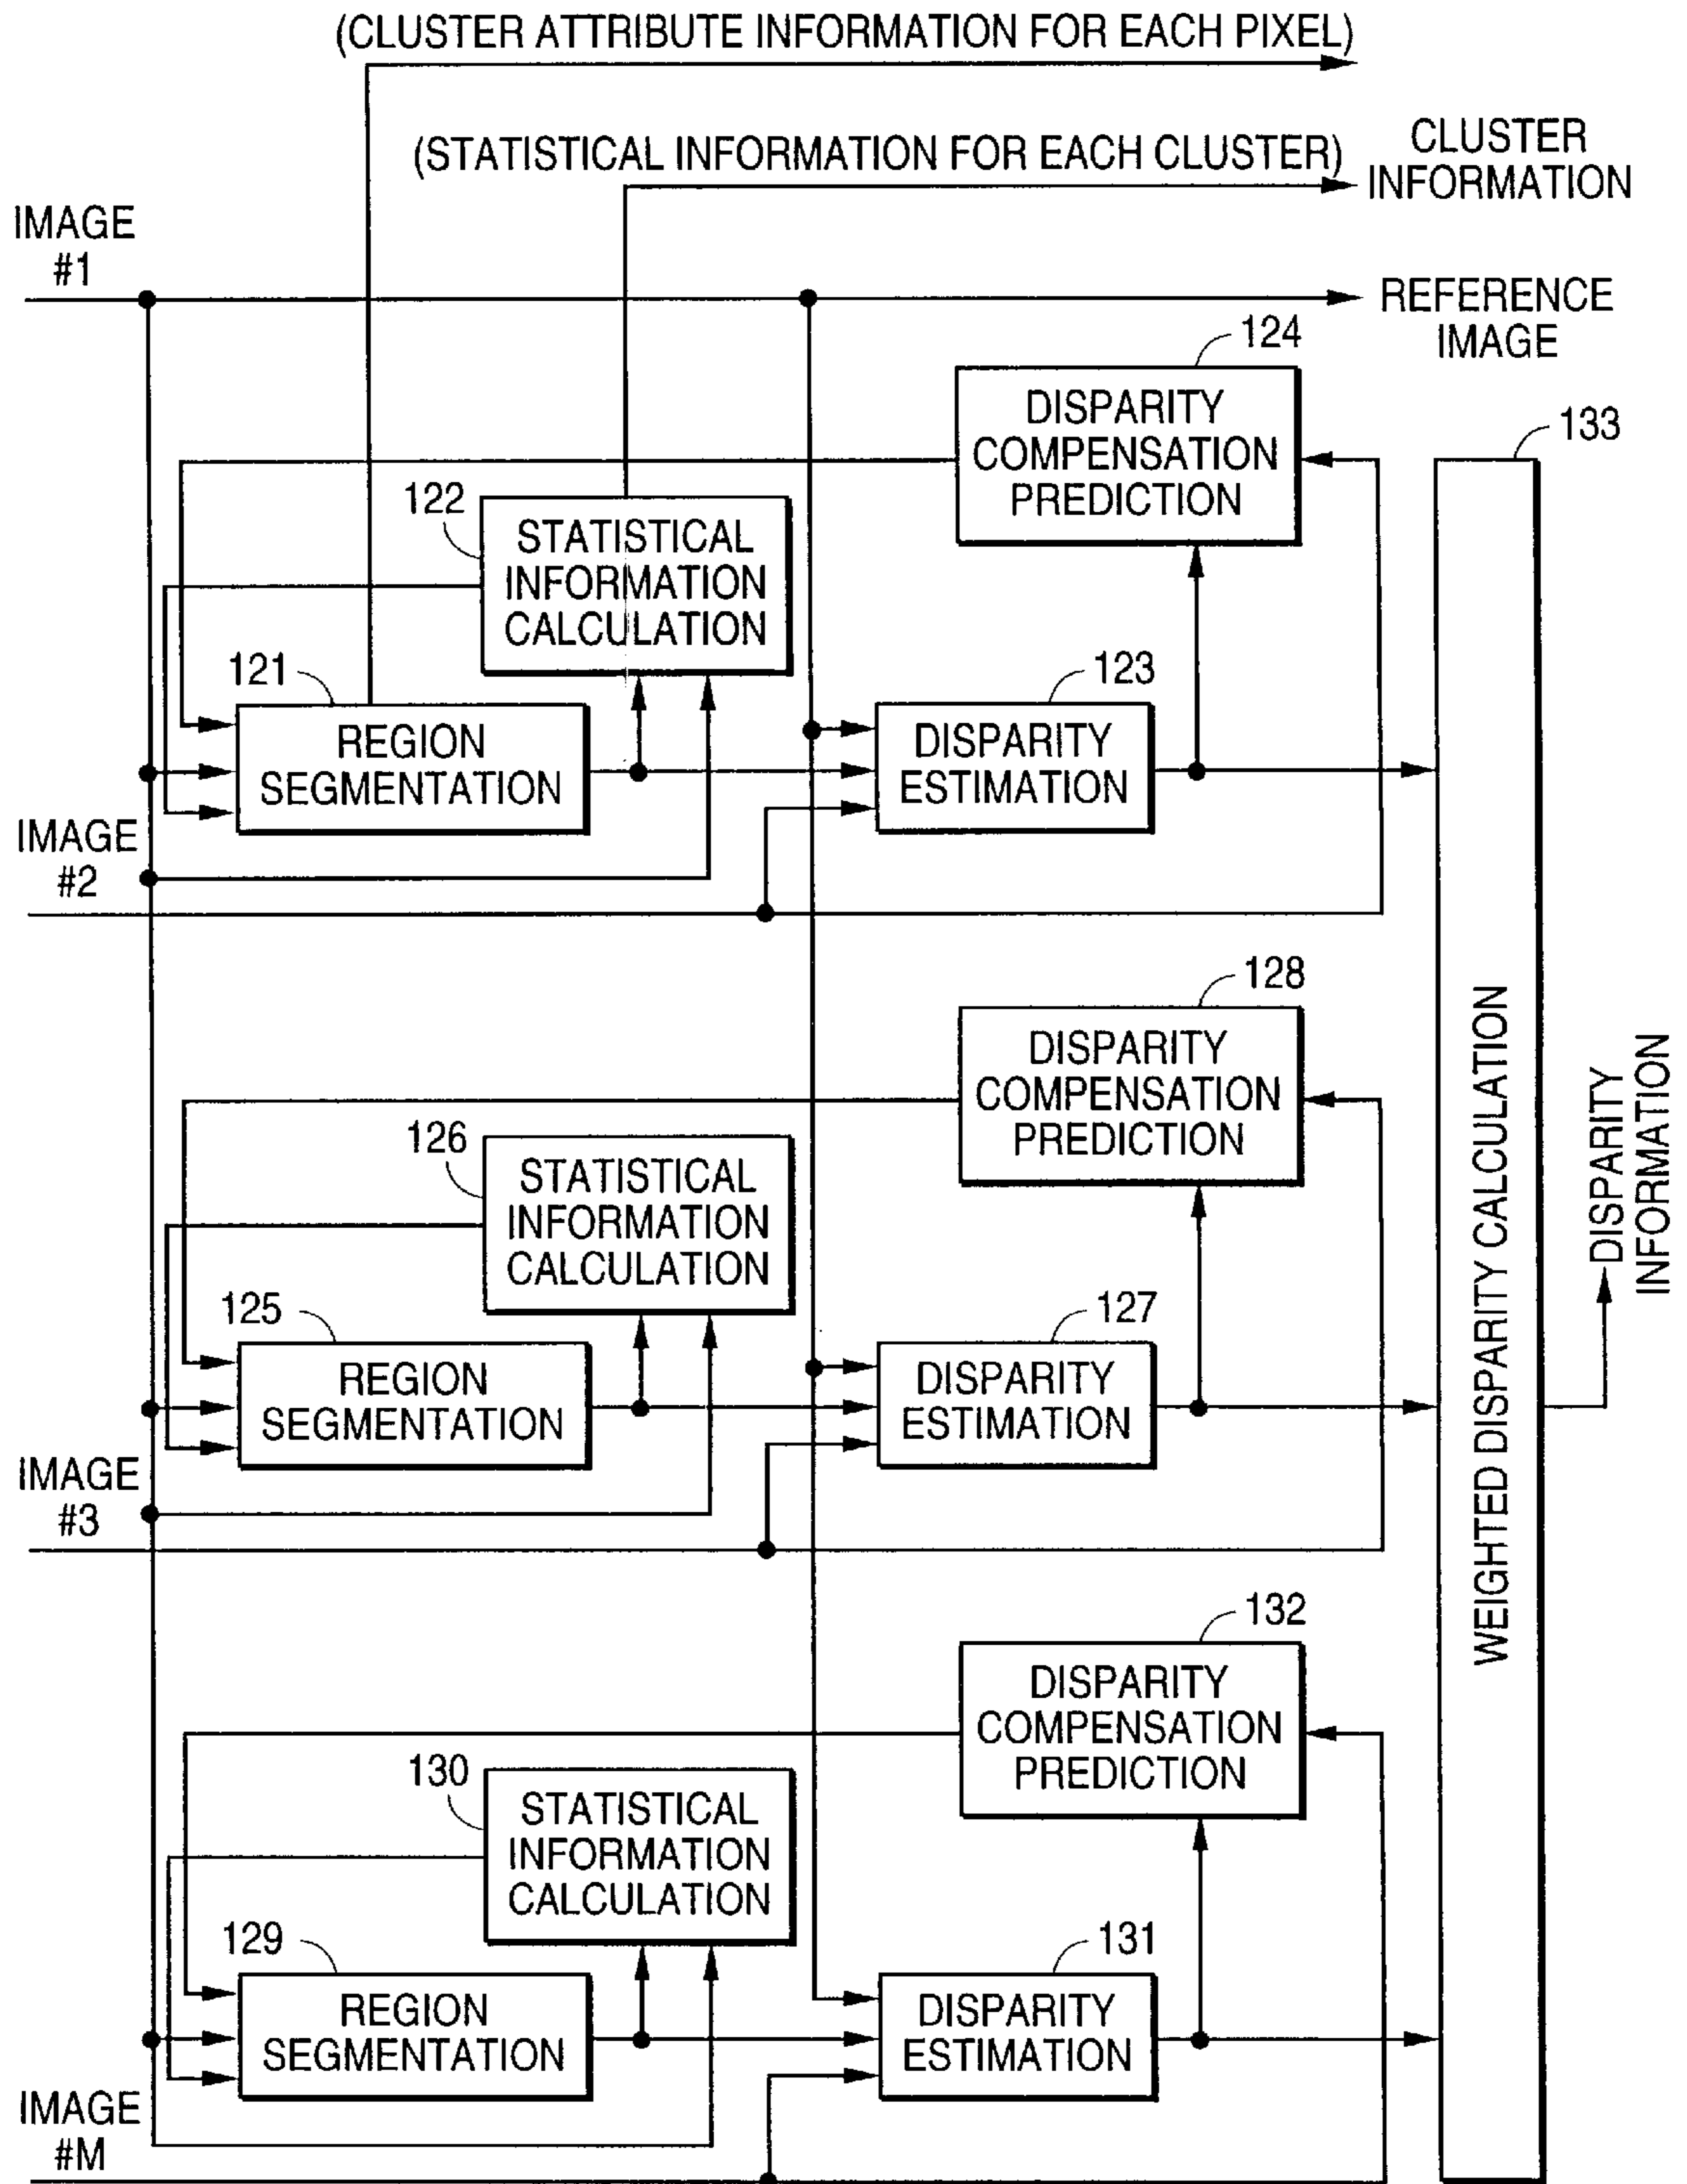 (CLUSTER ATTRIBUTE INFORMATION FOR EACH PIXEL)
(STATISTICAL INFORMATION FOR EACH CLUSTER)
CLUSTER
INFORMATION
IMAGE
#1
REFERENCE
IMAGE
124
DISPARITY
COMPENSATION
PREDICTION
133
122
STATISTICAL
INFORMATION
CALCULATION
121
REGION
SEGMENTATION
123
DISPARITY
ESTIMATION
IMAGE
#2
128
DISPARITY
COMPENSATION
PREDICTION
WEIGHTED DISPARITY CALCULATION
DISPARITY
INFORMATION
126
STATISTICAL
INFORMATION
CALCULATION
125
REGION
SEGMENTATION
127
DISPARITY
ESTIMATION
IMAGE
#3
132
DISPARITY
COMPENSATION
PREDICTION
130
STATISTICAL
INFORMATION
CALCULATION
129
REGION
SEGMENTATION
131
DISPARITY
ESTIMATION
IMAGE
#M